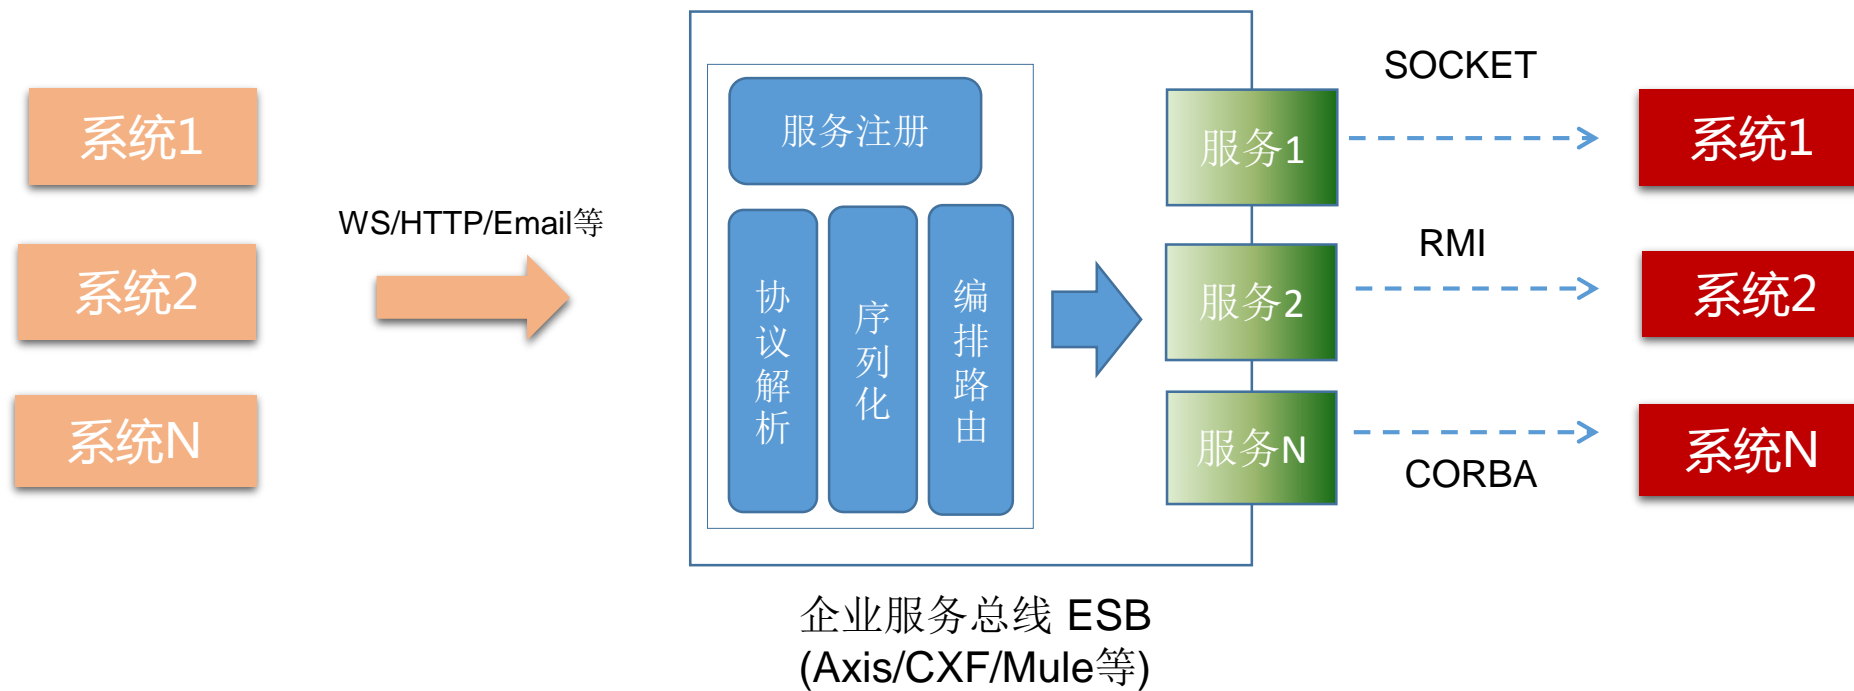 系统1
系统2
系统N
WS/HTTP/Email等
服务注册
协议解析
序列化
编排路由
服务1
服务2
服务N
SOCKET
RMI
CORBA
系统1
系统2
系统N
企业服务总线 ESB
(Axis/CXF/Mule等)